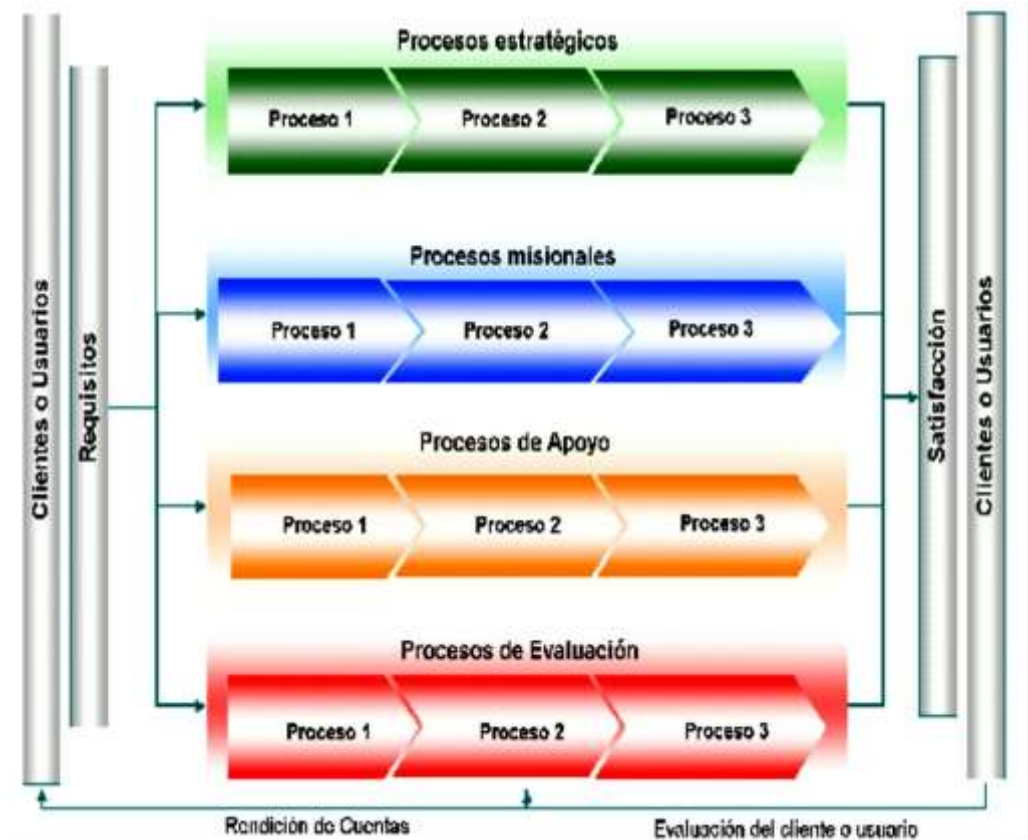 Clientes o Usuarios
Requisitos
Procesos estratégicos
Proceso 1
Proceso 2
Proceso 3
Procesos misionales
Proceso 1
Proceso 2
Proceso 3
Procesos de Apoyo
Proceso 1
Proceso 2
Proceso 3
Procesos de Evaluación
Proceso 1
Proceso 2
Proceso 3
Satisfacción
Clientes o Usuarios
Rendición de Cuentas
Evaluación del cliente o usuario